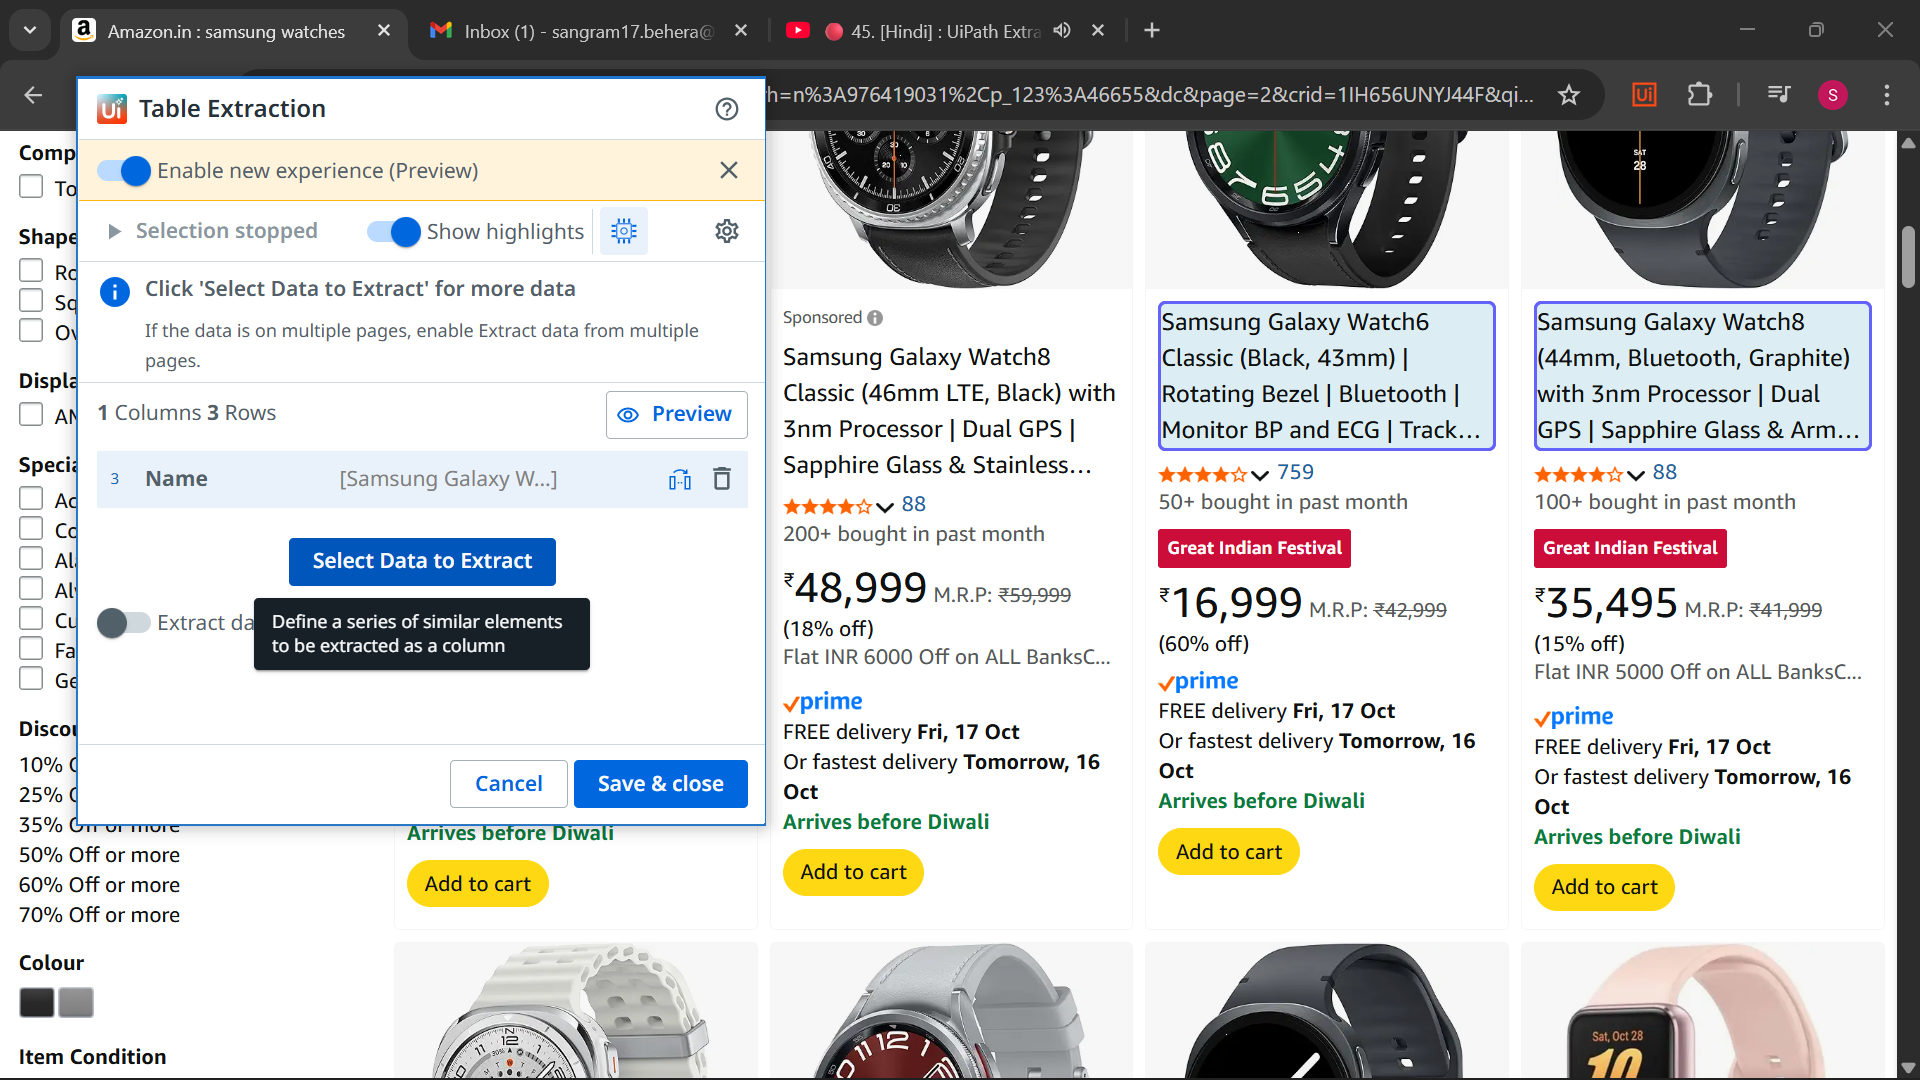 Amazon.in : samsung watches
Inbox (1) - sangram17.behera@
45. [Hindi] : UiPath Extra
h=n%3A976419031%2Cp_123%3A46655&dc&page=2&crid=1IH656UNYJ44F&qi...
S
Ui Table Extraction
Enable new experience (Preview)
Selection stopped
Show highlights
Click 'Select Data to Extract' for more data
If the data is on multiple pages, enable Extract data from multiple
pages.
1 Columns 3 Rows
Preview
3 Name [Samsung Galaxy W...]
Select Data to Extract
Extract da
Define a series of similar elements
to be extracted as a column
Cancel
Save & close
Comp
To
Shape
Ro
Sq
Ov
Displa
AM
Specia
Ac
Co
Ala
Alw
Cu
Fa
Ge
Discou
10% O
25% O
35% Off or more
50% Off or more
60% Off or more
70% Off or more
Colour
Item Condition
Arrives before Diwali
Add to cart
Sponsored
Samsung Galaxy Watch8
Classic (46mm LTE, Black) with
3nm Processor | Dual GPS |
Sapphire Glass & Stainless...
88
200+ bought in past month
₹48,999 M.R.P: ₹59,999
(18% off)
Flat INR 6000 Off on ALL BanksC...
prime
FREE delivery Fri, 17 Oct
Or fastest delivery Tomorrow, 16
Oct
Arrives before Diwali
Add to cart
Samsung Galaxy Watch6
Classic (Black, 43mm) |
Rotating Bezel | Bluetooth |
Monitor BP and ECG | Track...
759
50+ bought in past month
Great Indian Festival
₹16,999 M.R.P: ₹42,999
(60% off)
prime
FREE delivery Fri, 17 Oct
Or fastest delivery Tomorrow, 16
Oct
Arrives before Diwali
Add to cart
SAT
28
Samsung Galaxy Watch8
(44mm, Bluetooth, Graphite)
with 3nm Processor | Dual
GPS | Sapphire Glass & Arm...
88
100+ bought in past month
Great Indian Festival
₹35,495 M.R.P: ₹41,999
(15% off)
Flat INR 5000 Off on ALL BanksC...
prime
FREE delivery Fri, 17 Oct
Or fastest delivery Tomorrow, 16
Oct
Arrives before Diwali
Add to cart
Sat, Oct 28
10